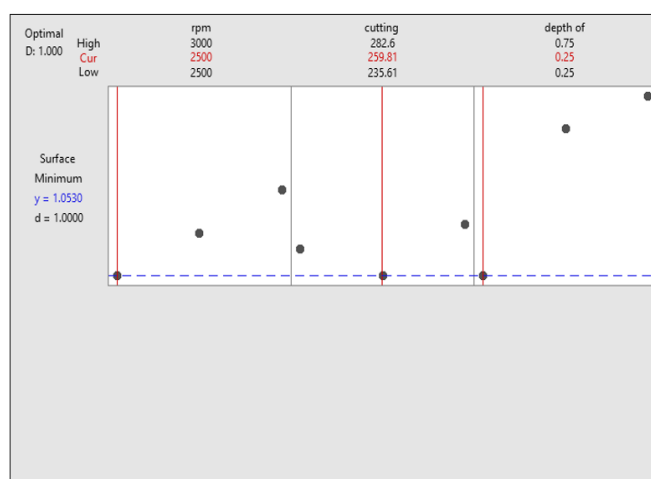 Optimal
D: 1.000
High
Cur
Low
rpm
3000
2500
2500
cutting
282.6
259.81
235.61
depth of
0.75
0.25
0.25
Surface
Minimum
y = 1.0530
d = 1.0000